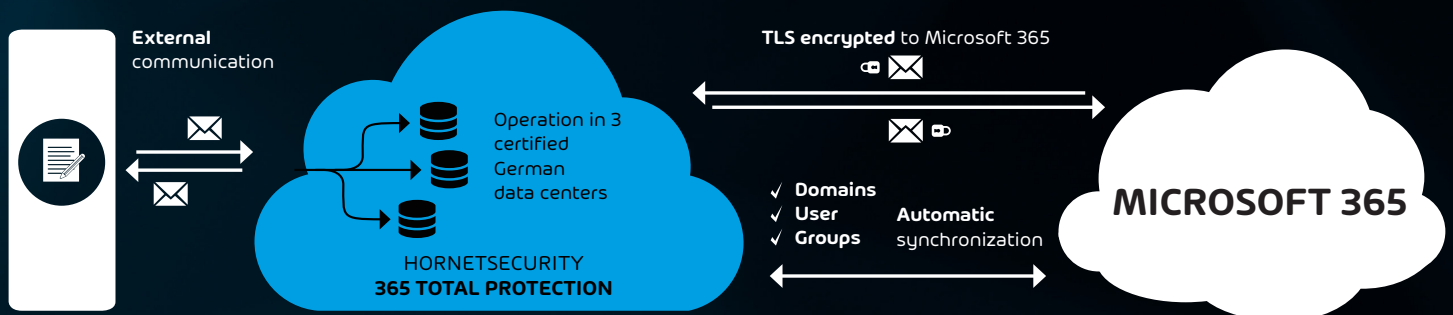 External
communication
Operation in 3
certified
German
data centers
HORNETSECURITY
365 TOTAL PROTECTION
TLS encrypted to Microsoft 365
✓ Domains
✓ User
✓ Groups
Automatic
synchronization
MICROSOFT 365